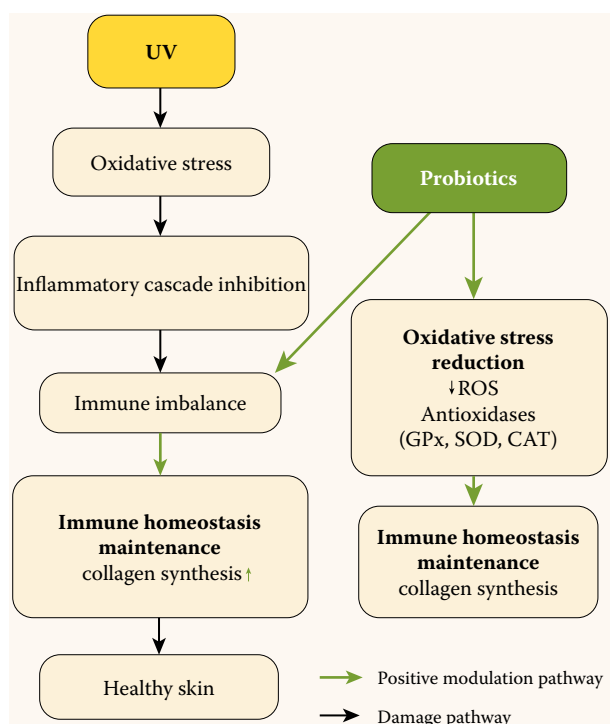 UV
Oxidative stress
Inflammatory cascade inhibition
Immune imbalance
Immune homeostasis
maintenance
collagen synthesis↑
Healthy skin
Probiotics
Oxidative stress
reduction
↓ROS
Antioxidases
(GPx, SOD, CAT)
Immune homeostasis
maintenance
collagen synthesis
Positive modulation pathway
Damage pathway